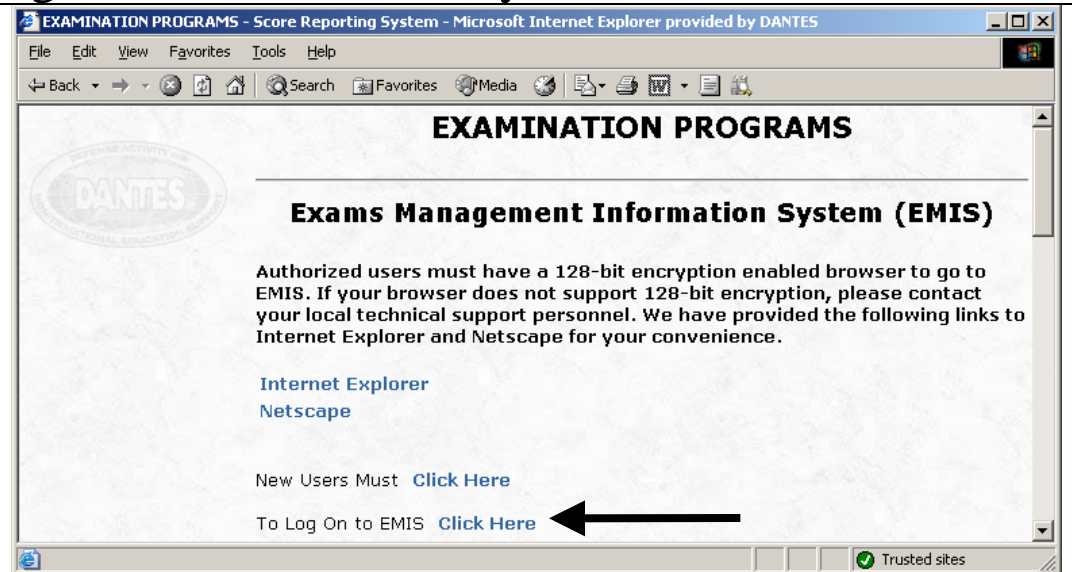 EXAMINATION PROGRAMS - Score Reporting System - Microsoft Internet Explorer provided by DANTES
File Edit View Favorites Tools Help
Back Search Favorites Media
EXAMINATION PROGRAMS
DEFENSE ACTIVITY FOR
DANTES
Exams Management Information System (EMIS)
Authorized users must have a 128-bit encryption enabled browser to go to
EMIS. If your browser does not support 128-bit encryption, please contact
your local technical support personnel. We have provided the following links to
Internet Explorer and Netscape for your convenience.
Internet Explorer
Netscape
New Users Must Click Here
To Log On to EMIS Click Here
Trusted sites